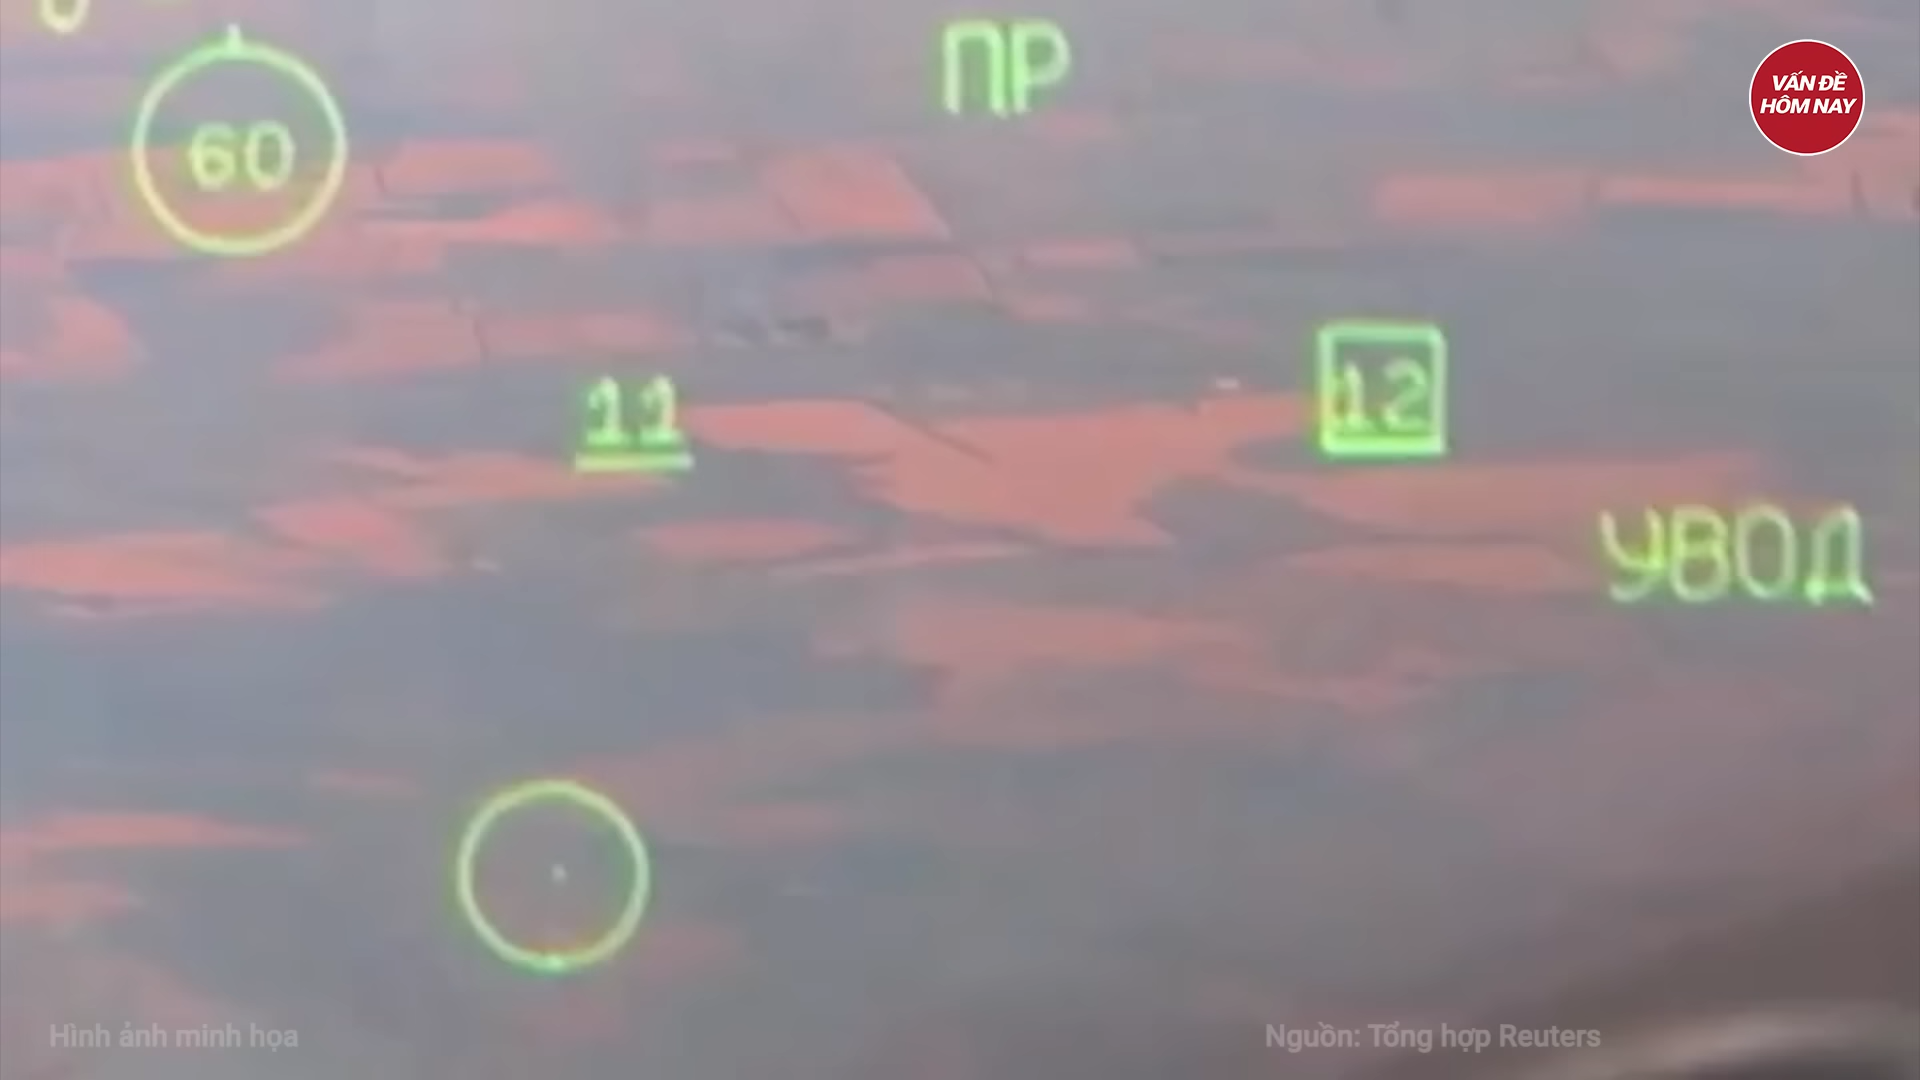 ПР
VẤN ĐỀ
HÔM NAY
60
12
11
УВОД
Hình ảnh minh họa
Nguồn: Tổng hợp Reuters